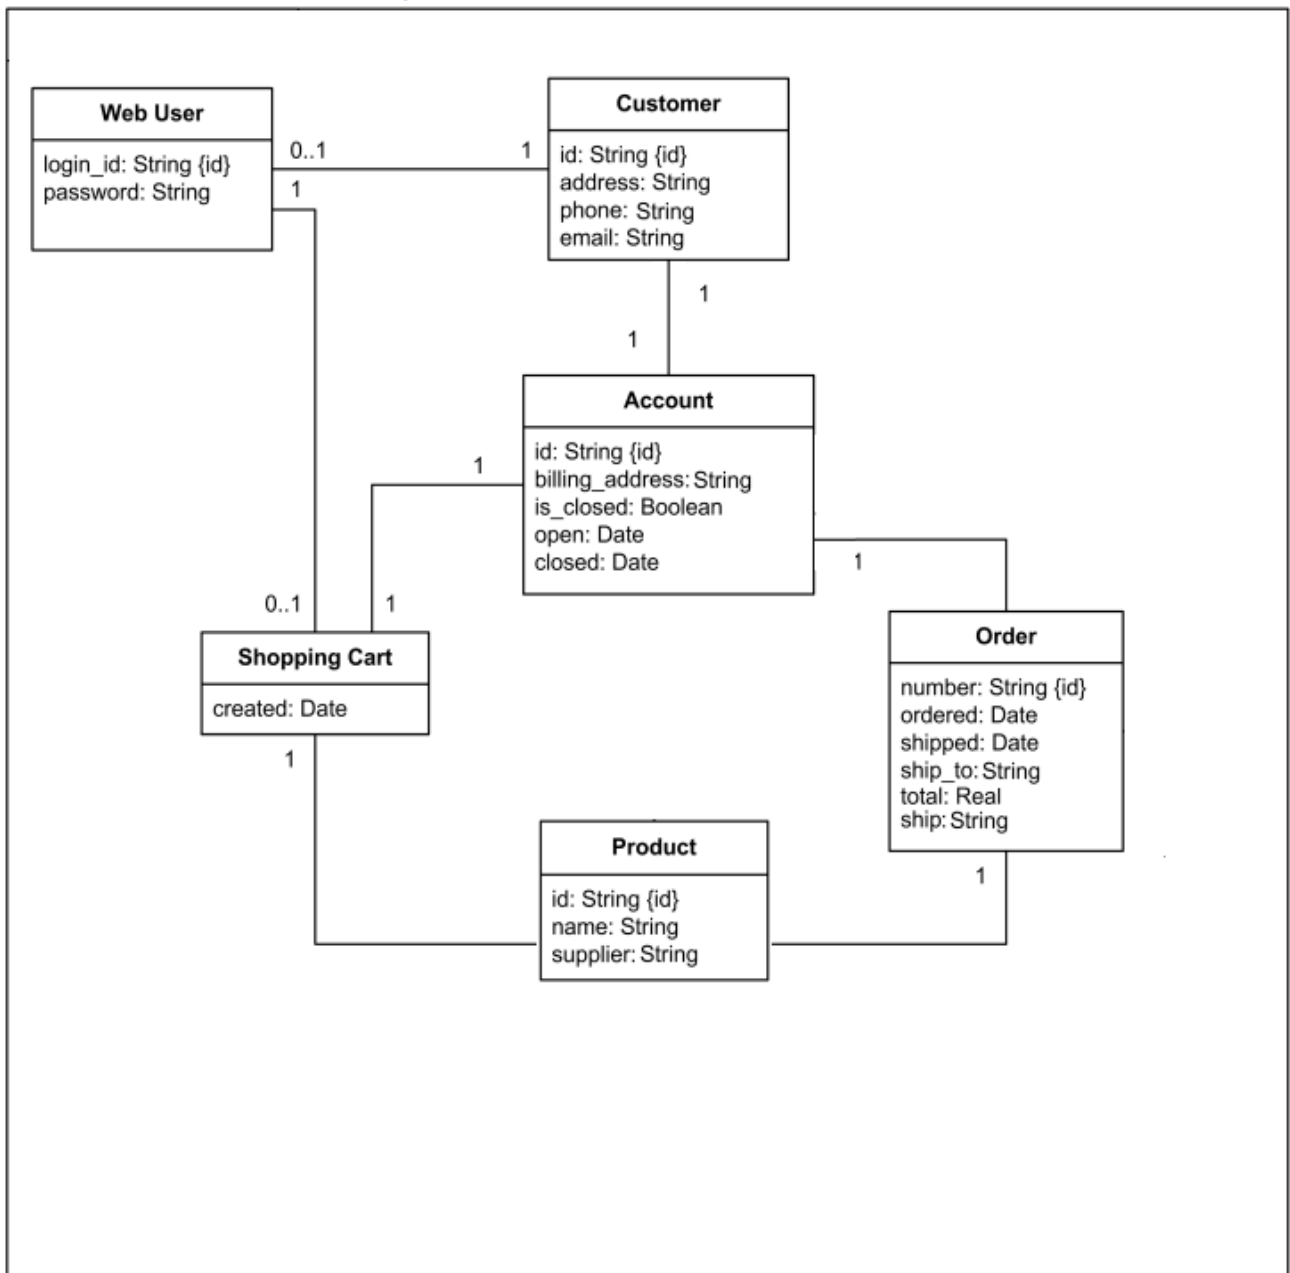 Web User
login_id: String {id}
password: String
0..1
1
1
Customer
id: String {id}
address: String
phone: String
email: String
1
1
Account
id: String {id}
billing_address: String
is_closed: Boolean
open: Date
closed: Date
1
1
0..1
1
Shopping Cart
created: Date
1
Order
number: String {id}
ordered: Date
shipped: Date
ship_to: String
total: Real
ship: String
1
Product
id: String {id}
name: String
supplier: String